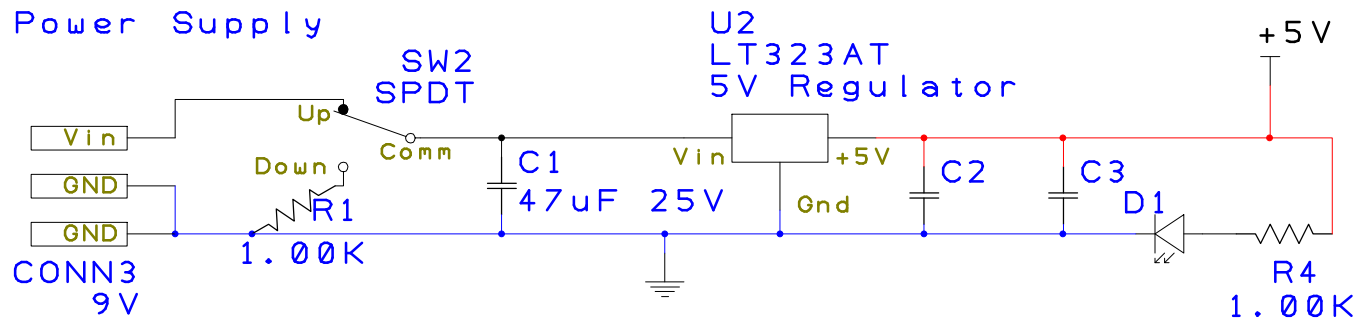 Power Supply
SW2
SPDT
U2
LT323AT
5V Regulator
+5V
Up
Vin
Comm
Vin
+5V
Down
C1
47uF 25V
C2
C3
GND
R1
Gnd
D1
GND
1.00K
CONN3
9V
R4
1.00K